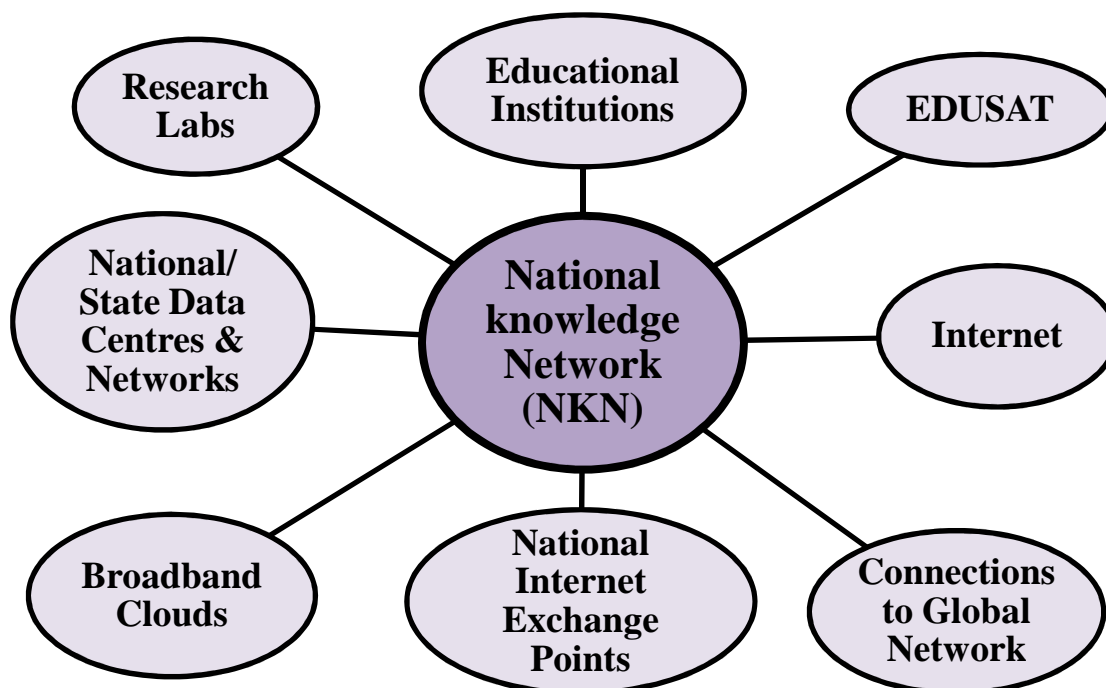 Research
Labs
Educational
Institutions
EDUSAT
National/
State Data
Centres &
Networks
National
knowledge
Network
(NKN)
Internet
Broadband
Clouds
National
Internet
Exchange
Points
Connections
to Global
Network